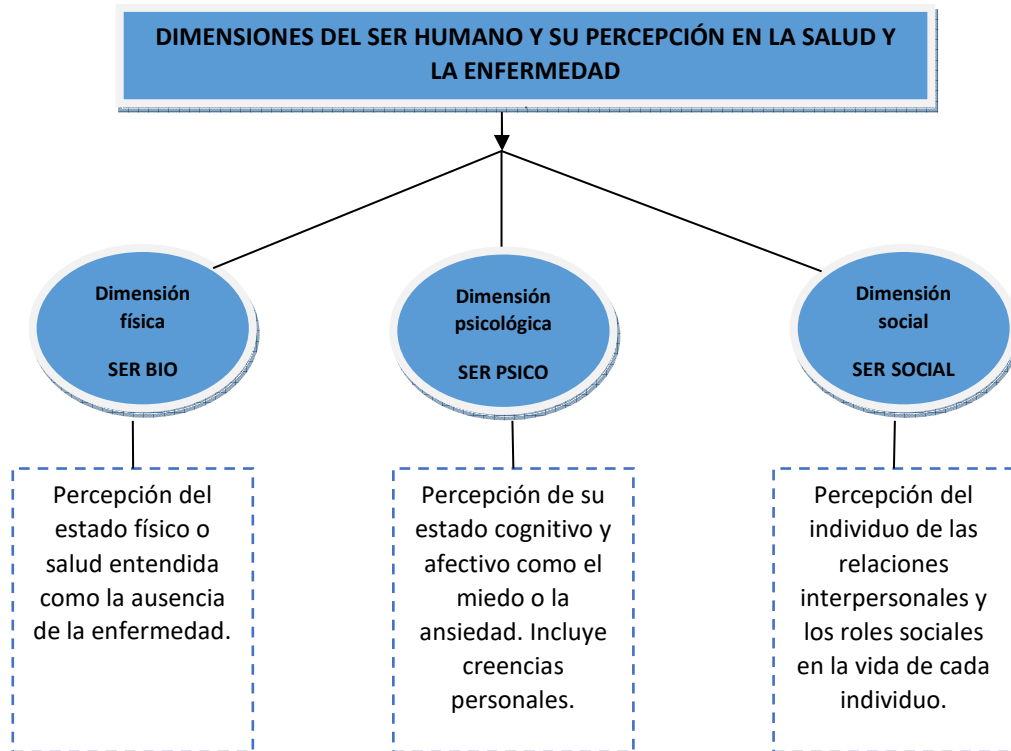 DIMENSIONES DEL SER HUMANO Y SU PERCEPCIÓN EN LA SALUD Y
LA ENFERMEDAD
Dimensión
física
SER BIO
Dimensión
psicológica
SER PSICO
Dimensión
social
SER SOCIAL
Percepción del
estado físico o
salud entendida
como la ausencia
de la enfermedad.
Percepción de su
estado cognitivo y
afectivo como el
miedo o la
ansiedad. Incluye
creencias
personales.
Percepción del
individuo de las
relaciones
interpersonales y
los roles sociales
en la vida de cada
individuo.